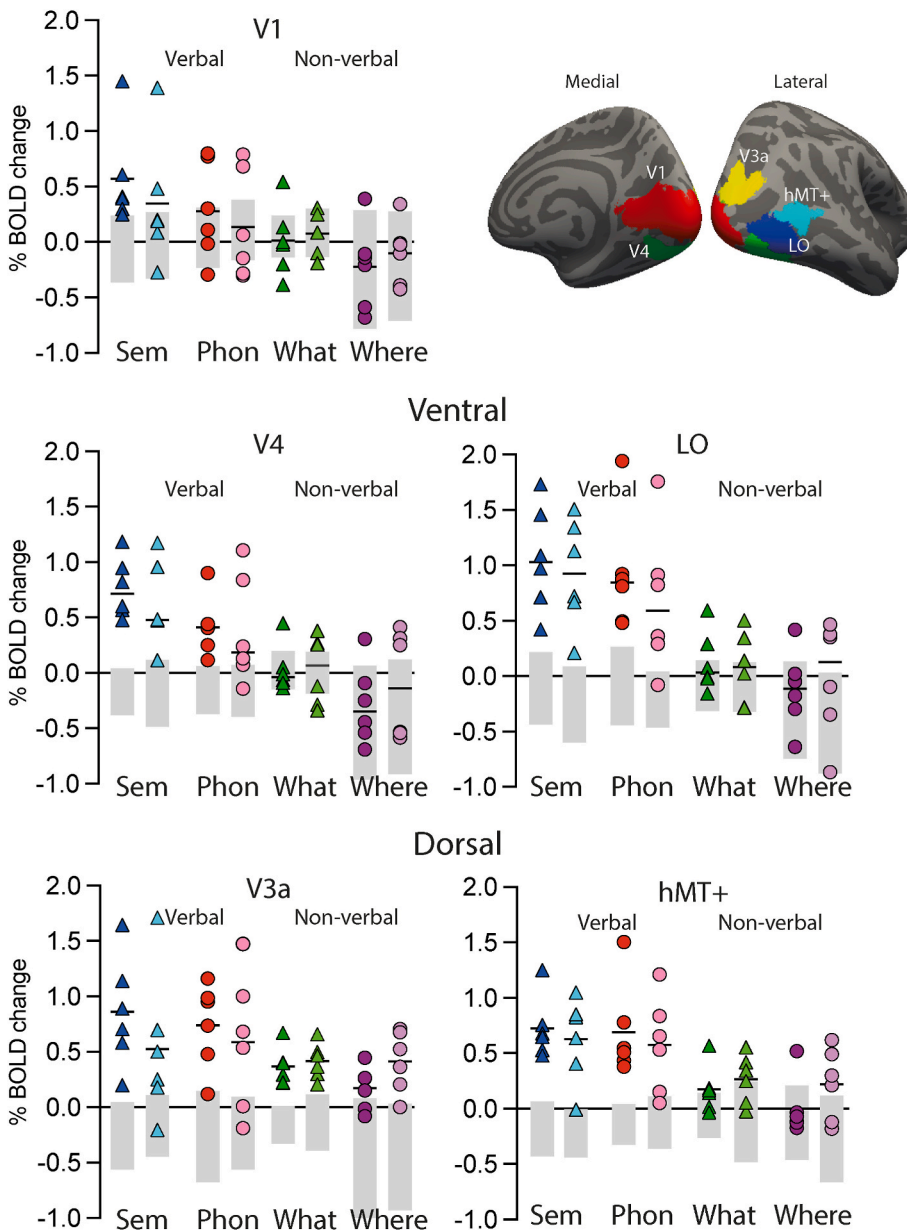 V1
Verbal Non-verbal
% BOLD change
2.0
1.5
1.0
0.5
0.0
-0.5
-1.0
Sem Phon What Where
Medial Lateral
V3a
V1
hMT+
V4
LO
Ventral
V4
Verbal Non-verbal
% BOLD change
2.0
1.5
1.0
0.5
0.0
-0.5
-1.0
Sem Phon What Where
LO
Verbal Non-verbal
2.0
1.5
1.0
0.5
0.0
-0.5
-1.0
Sem Phon What Where
Dorsal
V3a
Verbal Non-verbal
% BOLD change
2.0
1.5
1.0
0.5
0.0
-0.5
-1.0
Sem Phon What Where
hMT+
Verbal Non-verbal
2.0
1.5
1.0
0.5
0.0
-0.5
-1.0
Sem Phon What Where